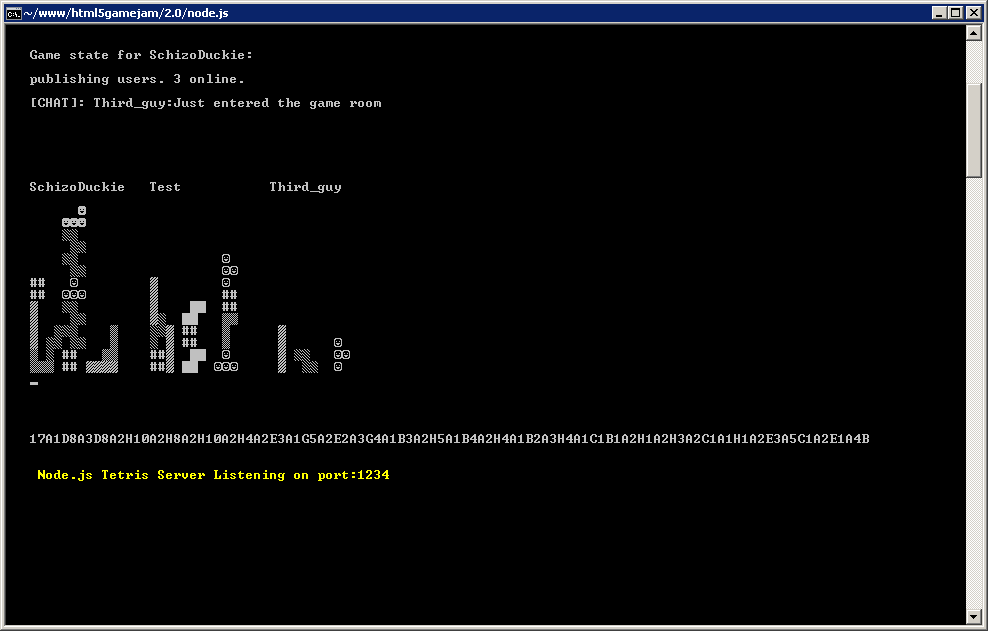 ~/www/html5gamejam/2.0/node.js
Game state for SchizoDuckie:
publishing users. 3 online.
[CHAT]: Third_guy:Just entered the game room
SchizoDuckie Test Third_guy
##
## ##
## ##
##
##
## ##
## ##
17A1D8A3D8A2H10A2H8A2H10A2H4A2E3A1G5A2E2A3G4A1B3A2H5A1B4A2H4A1B2A3H4A1C1B1A2H1A2H3A2C1A1H1A2E3A5C1A2E1A4B
Node.js Tetris Server Listening on port:1234